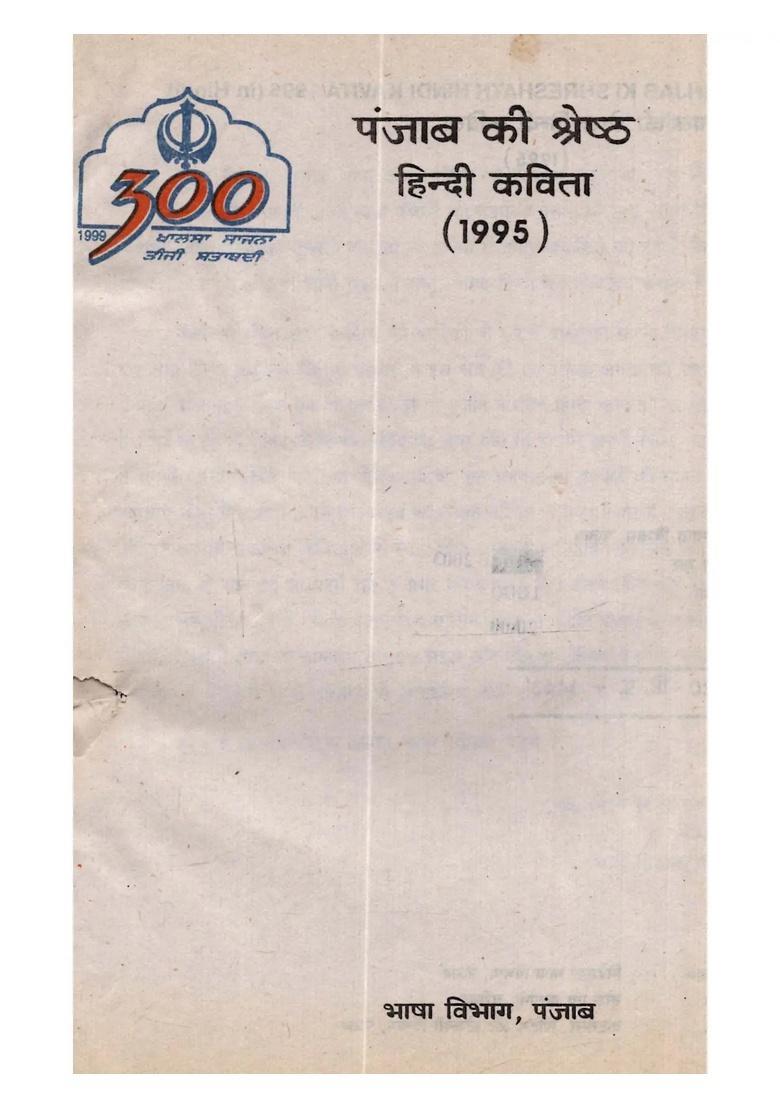 पंजाब की श्रेष्ठ
हिन्दी कविता
(1995)
300
1999
ਖ਼ਾਲਸਾ ਸਾਜਨਾ
ਤੀਜੀ ਸ਼ਤਾਬਦੀ
भाषा विभाग, पंजाब